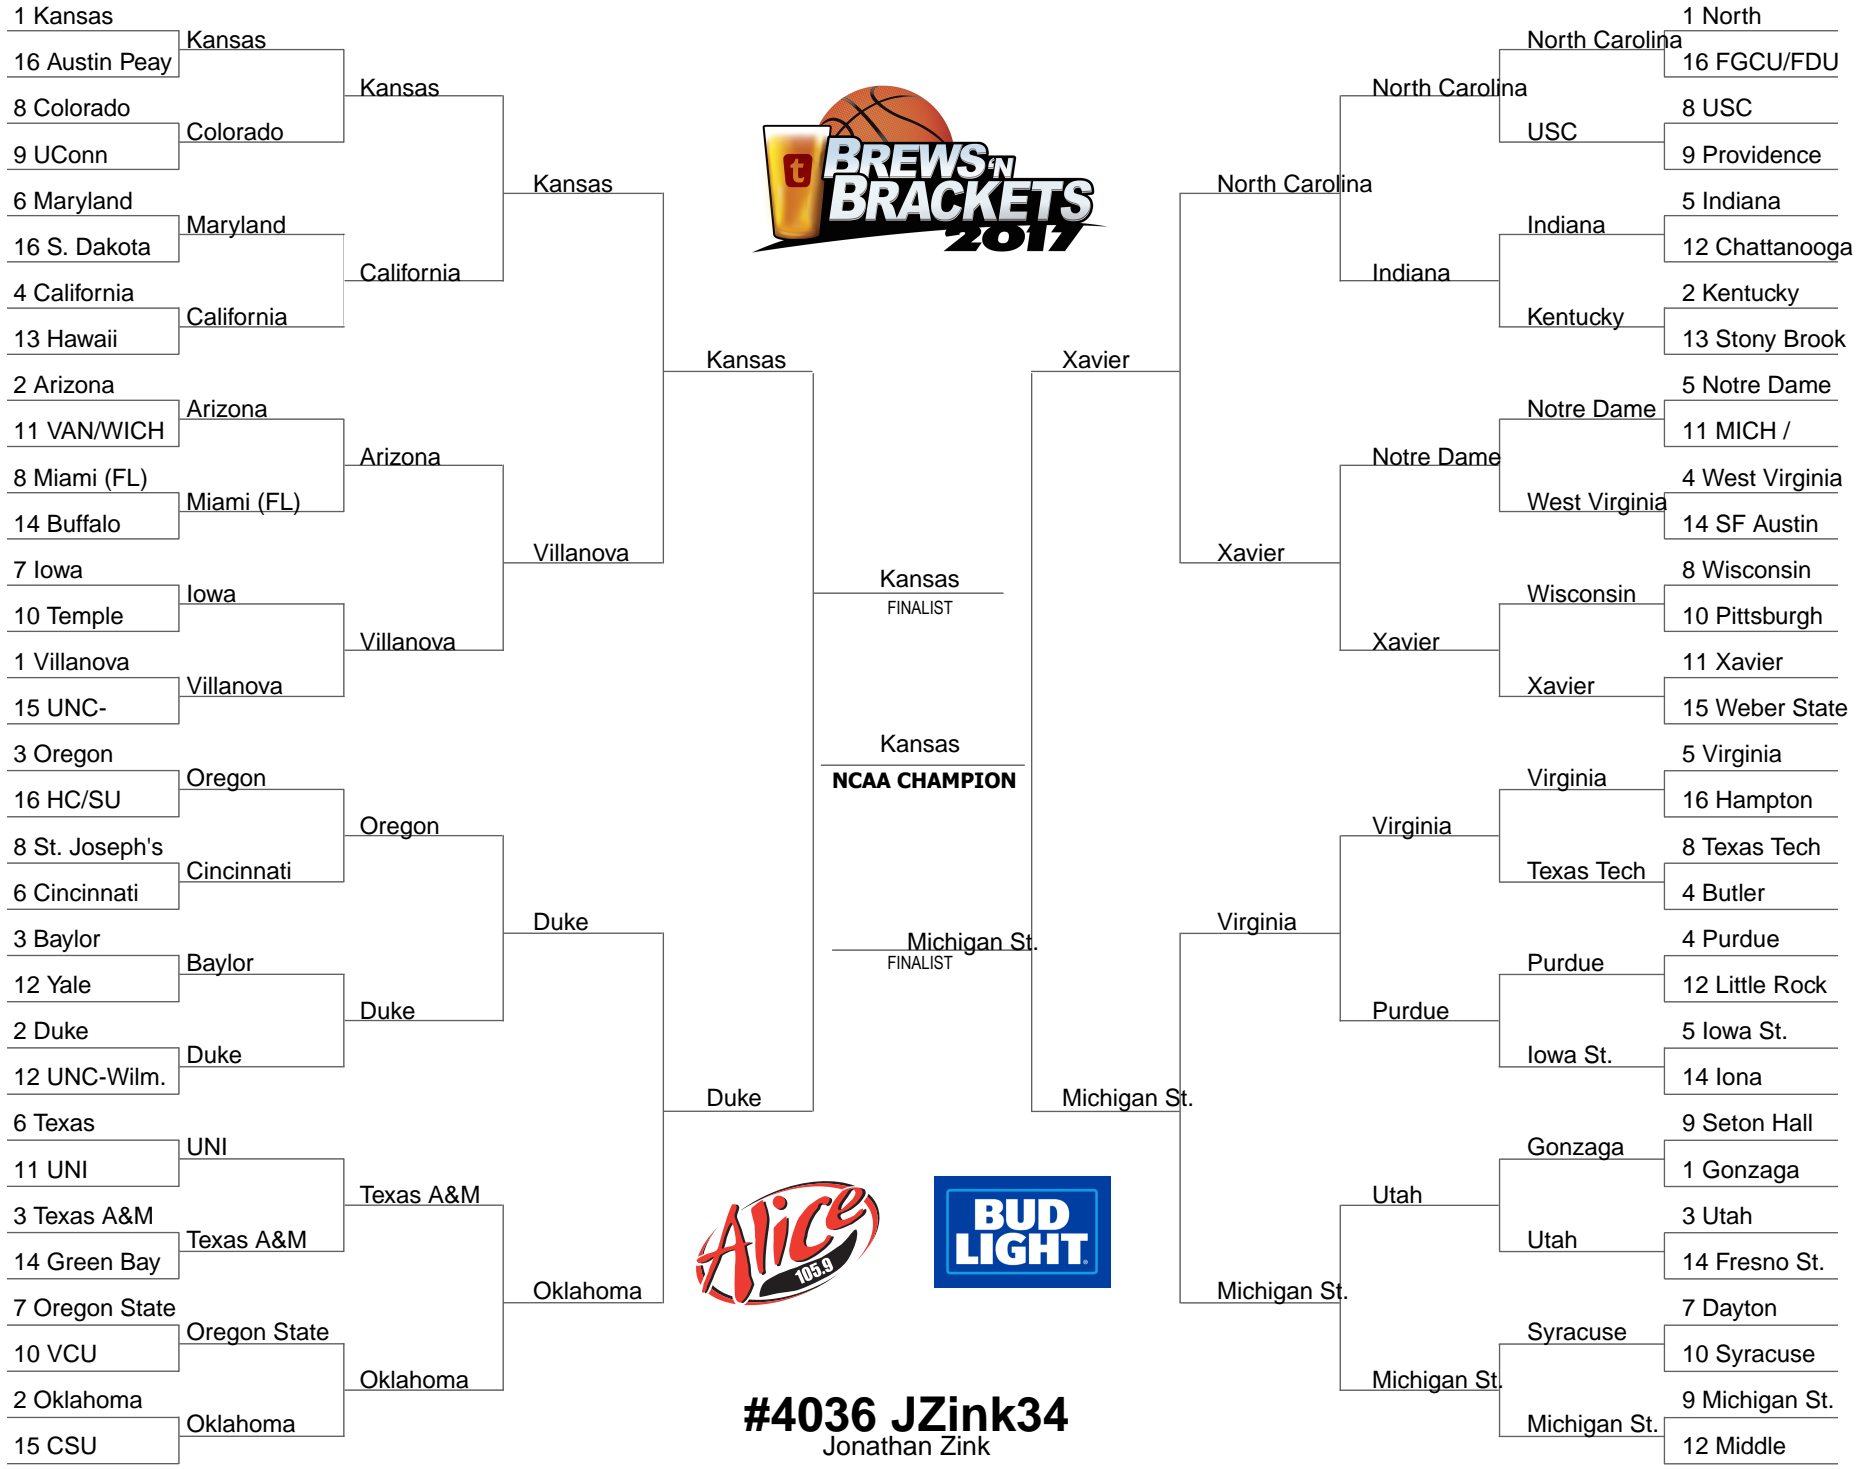 1 Kansas
16 Austin Peay
8 Colorado
9 UConn
6 Maryland
16 S. Dakota
4 California
13 Hawaii
2 Arizona
11 VAN/WICH
8 Miami (FL)
14 Buffalo
7 Iowa
10 Temple
1 Villanova
15 UNC-
3 Oregon
16 HC/SU
8 St. Joseph's
6 Cincinnati
3 Baylor
12 Yale
2 Duke
12 UNC-Wilm.
6 Texas
11 UNI
3 Texas A&M
14 Green Bay
7 Oregon State
10 VCU
2 Oklahoma
15 CSU
Kansas
Colorado
Maryland
California
Arizona
Miami (FL)
Iowa
Villanova
Oregon
Cincinnati
Baylor
Duke
UNI
Texas A&M
Oregon State
Oklahoma
Kansas
California
Arizona
Villanova
Oregon
Duke
Texas A&M
Oklahoma
Kansas
Villanova
Duke
Oklahoma
Kansas
Duke
t
BREWS 'N
BRACKETS
2017
Kansas
FINALIST
Kansas
NCAA CHAMPION
Michigan St.
FINALIST
Alice
105.9
BUD
LIGHT
#4036 JZink34
Jonathan Zink
Xavier
Michigan St.
North Carolina
Xavier
Virginia
Michigan St.
North Carolina
Indiana
Notre Dame
Xavier
Virginia
Purdue
Utah
Michigan St.
North Carolina
USC
Indiana
Kentucky
Notre Dame
West Virginia
Wisconsin
Xavier
Virginia
Texas Tech
Purdue
Iowa St.
Gonzaga
Utah
Syracuse
Michigan St.
1 North
16 FGCU/FDU
8 USC
9 Providence
5 Indiana
12 Chattanooga
2 Kentucky
13 Stony Brook
5 Notre Dame
11 MICH /
4 West Virginia
14 SF Austin
8 Wisconsin
10 Pittsburgh
11 Xavier
15 Weber State
5 Virginia
16 Hampton
8 Texas Tech
4 Butler
4 Purdue
12 Little Rock
5 Iowa St.
14 Iona
9 Seton Hall
1 Gonzaga
3 Utah
14 Fresno St.
7 Dayton
10 Syracuse
9 Michigan St.
12 Middle